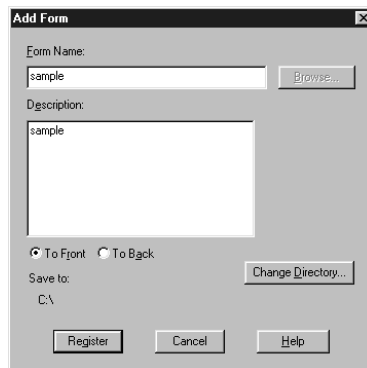 Add Form
Form Name:
sample
Browse...
Description:
sample
To Front To Back
Save to:
Change Directory...
C:\
Register Cancel Help